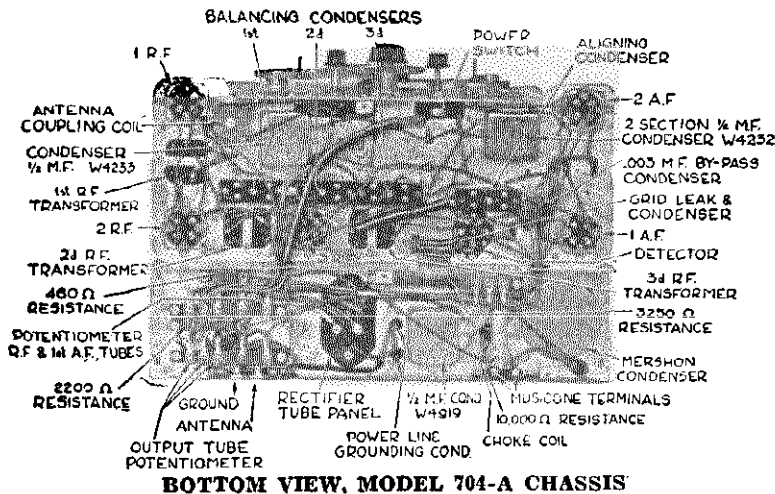 BALANCING CONDENSERS
1st 2d 3d
1 R.F.
POWER
SWITCH
ALIGNING
CONDENSER
ANTENNA
COUPLING COIL
CONDENSER
½ M.F. W4233
1st R.F.
TRANSFORMER
2 R.F.
2d R.F.
TRANSFORMER
460 Ω
RESISTANCE
POTENTIOMETER
R.F & 1st A.F. TUBES
2200 Ω
RESISTANCE
2 A.F
2 SECTION ½ M.F.
CONDENSER W4232
.003 M.F. BY-PASS
CONDENSER
GRID LEAK &
CONDENSER
1 A.F.
DETECTOR
3d R.F.
TRANSFORMER
3250 Ω
RESISTANCE
MERSHON
CONDENSER
GROUND
ANTENNA
OUTPUT TUBE
POTENTIOMETER
RECTIFIER
TUBE PANEL
POWER LINE
GROUNDING COND.
½ M.F. COND
W4919
MUSICONE TERMINALS
10,000 Ω RESISTANCE
CHOKE COIL
BOTTOM VIEW, MODEL 704-A CHASSIS